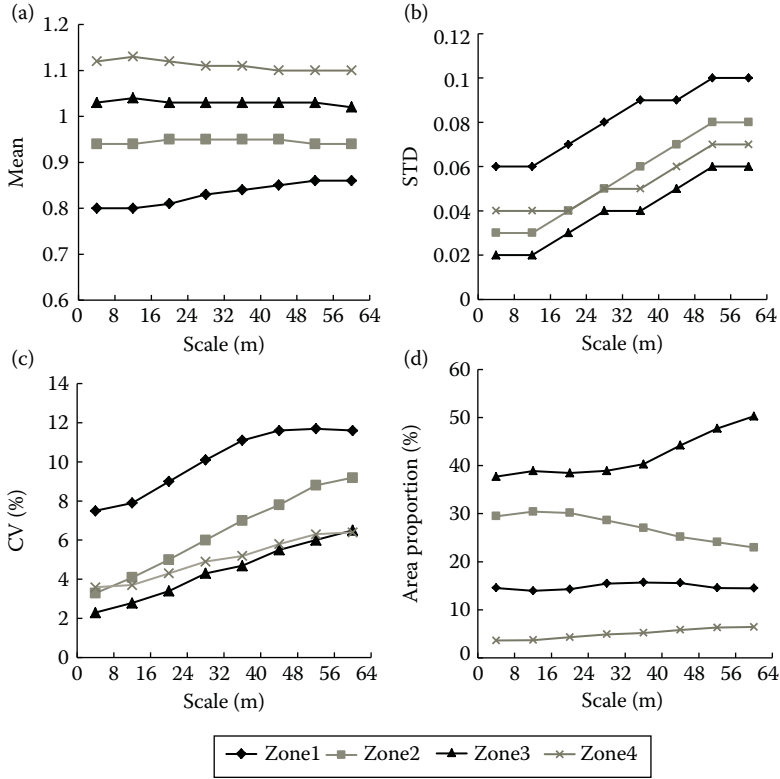 (a)
1.2
1.1
1
0.9
0.8
0.7
0.6
Mean
0 8 16 24 32 40 48 56 64
Scale (m)
(b)
0.12
0.1
0.08
0.06
0.04
0.02
0
STD
0 8 16 24 32 40 48 56 64
Scale (m)
(c)
14
12
10
8
6
4
2
0
CV (%)
0 8 16 24 32 40 48 56 64
Scale (m)
(d)
60
50
40
30
20
10
0
Area proportion (%)
0 8 16 24 32 40 48 56 64
Scale (m)
Zone1 Zone2 Zone3 Zone4